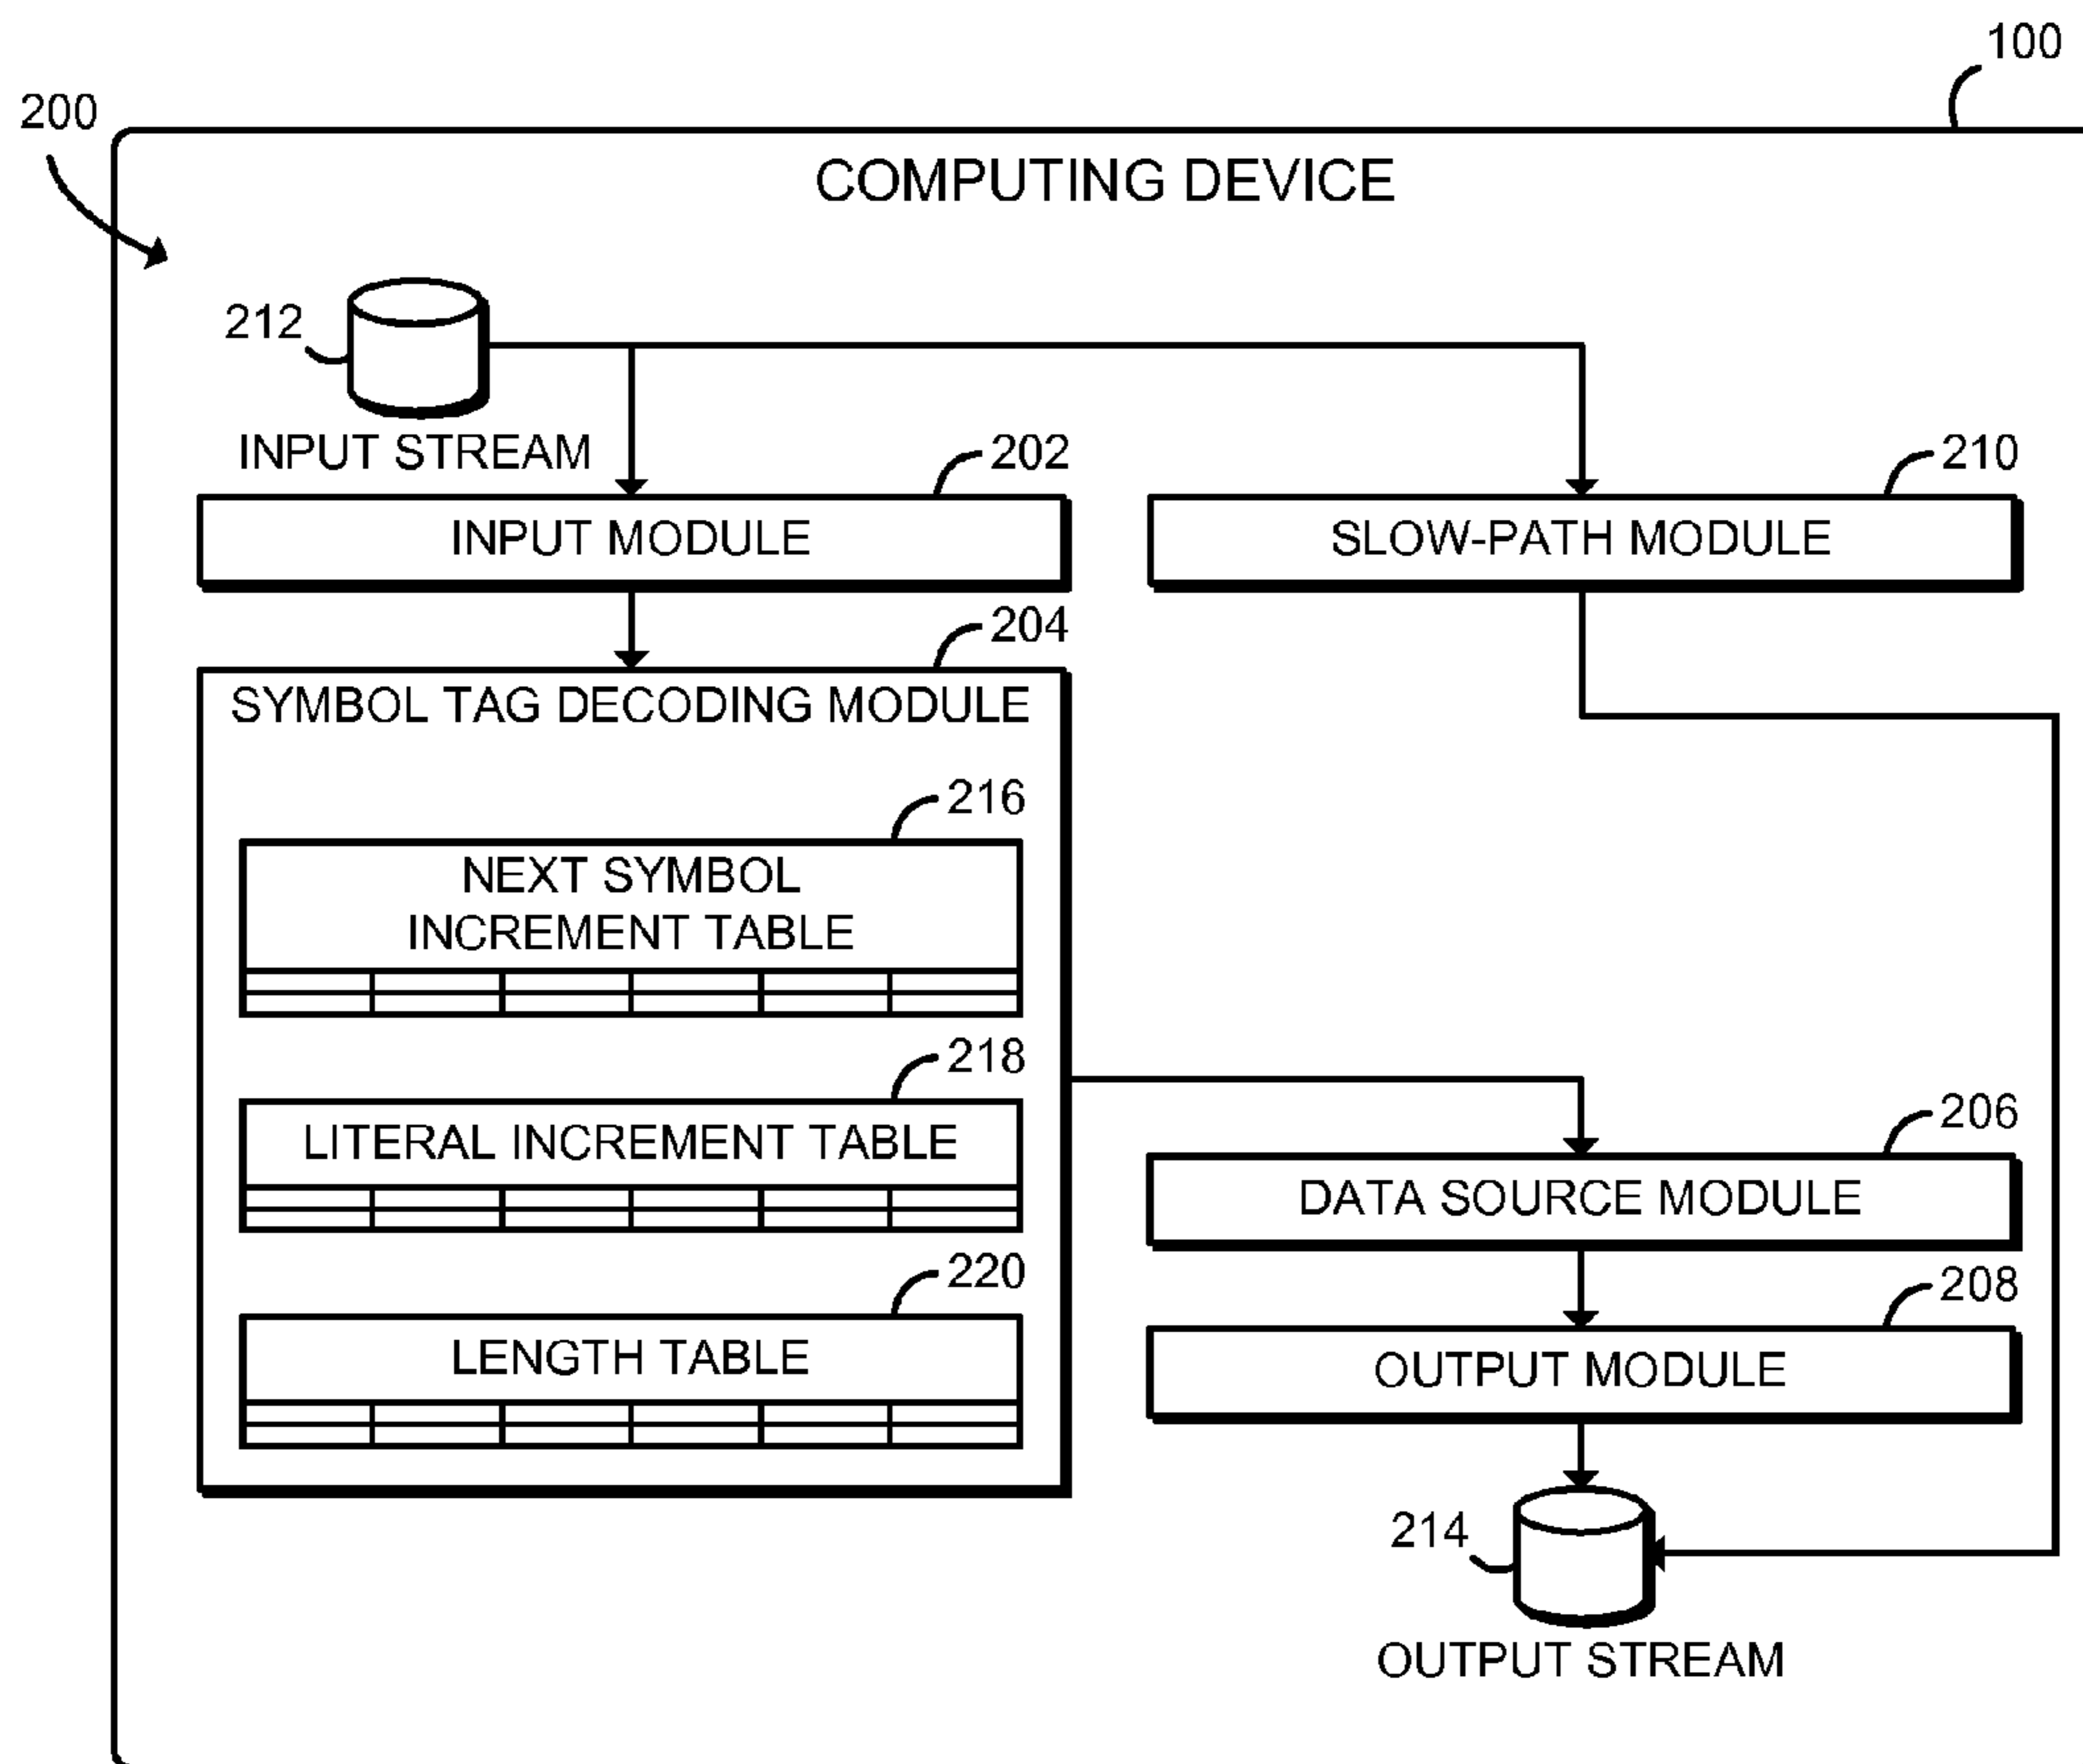 100
200
COMPUTING DEVICE
212
INPUT STREAM
202
210
INPUT MODULE
SLOW-PATH MODULE
204
SYMBOL TAG DECODING MODULE
216
NEXT SYMBOL
INCREMENT TABLE
218
LITERAL INCREMENT TABLE
206
DATA SOURCE MODULE
220
208
LENGTH TABLE
OUTPUT MODULE
214
OUTPUT STREAM